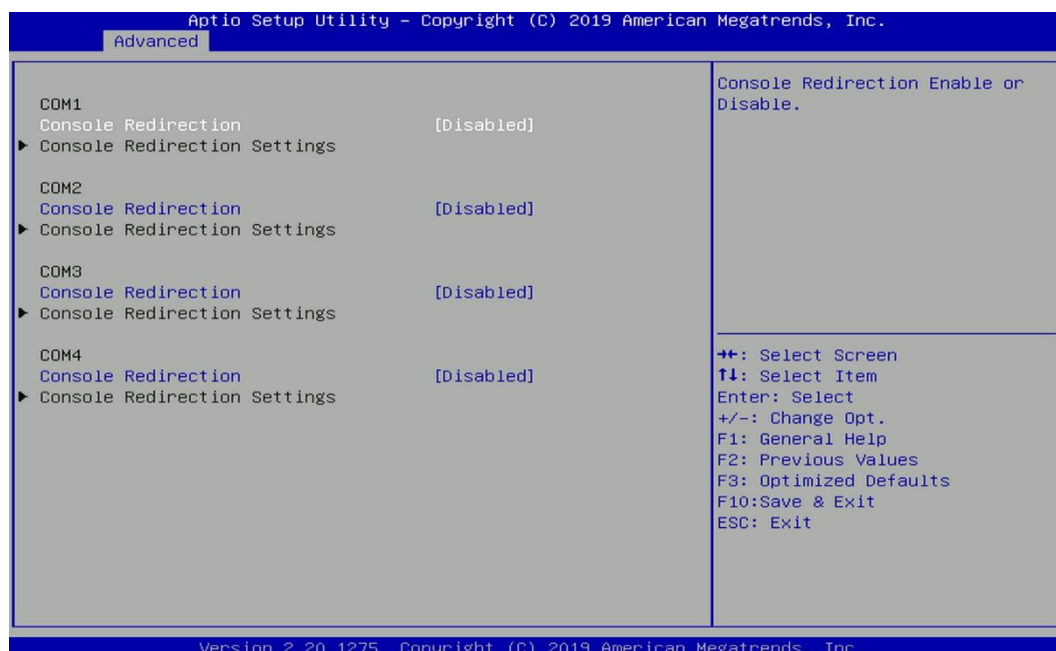 Aptio Setup Utility – Copyright (C) 2019 American Megatrends, Inc.
Advanced
COM1
Console Redirection [Disabled]
▶ Console Redirection Settings
COM2
Console Redirection [Disabled]
▶ Console Redirection Settings
COM3
Console Redirection [Disabled]
▶ Console Redirection Settings
COM4
Console Redirection [Disabled]
▶ Console Redirection Settings
Console Redirection Enable or
Disable.
→←: Select Screen
↑↓: Select Item
Enter: Select
+/-: Change Opt.
F1: General Help
F2: Previous Values
F3: Optimized Defaults
F10:Save & Exit
ESC: Exit
Version 2.20.1275. Copyright (C) 2019 American Megatrends, Inc.